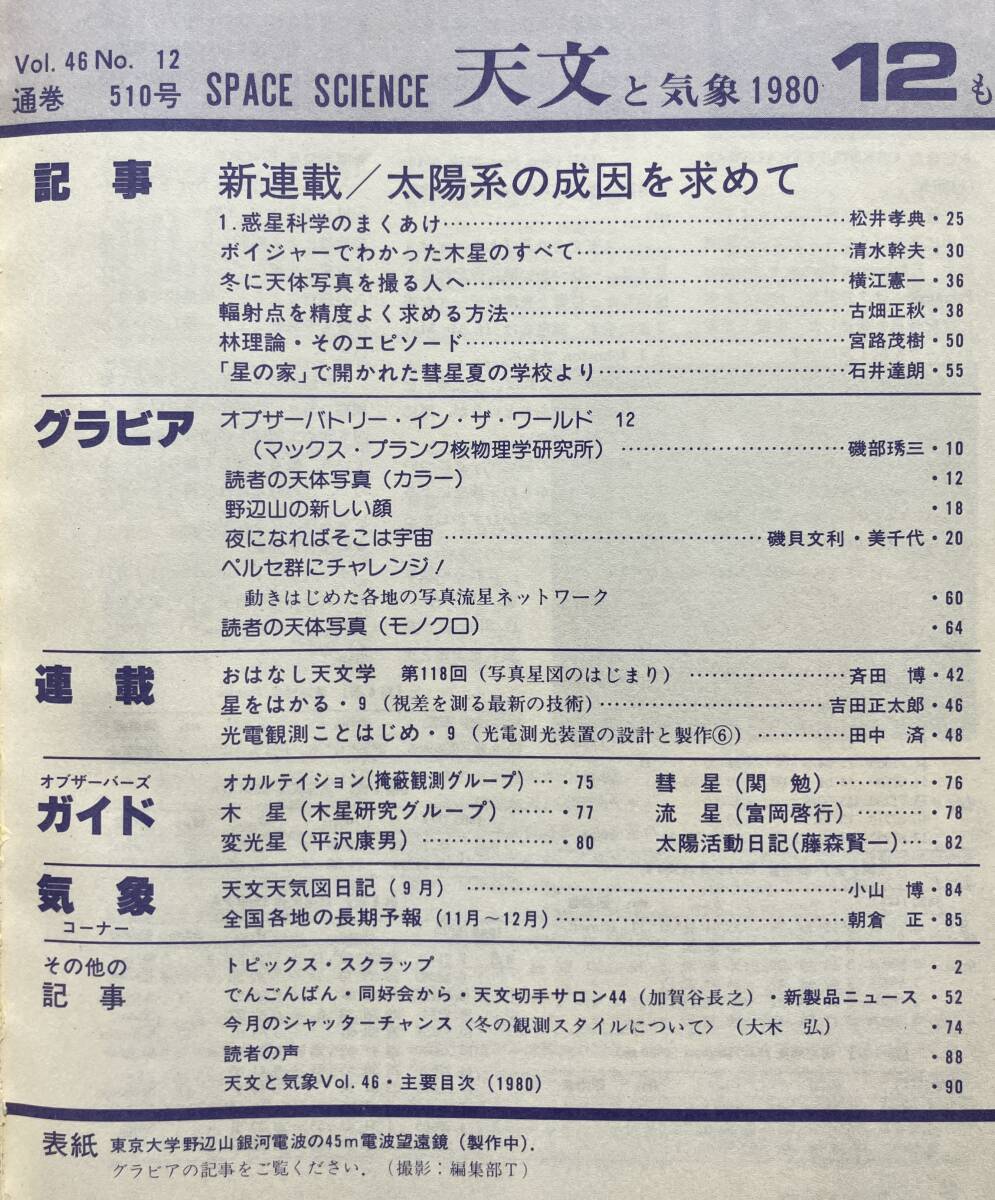 Vol. 46 No. 12
通巻 510号 SPACE SCIENCE 天文と気象 1980 12 も
記事 新連載/太陽系の成因を求めて
1.惑星科学のまくあけ……松井孝典・25
ボイジャーでわかった木星のすべて……清水幹夫・30
冬に天体写真を撮る人へ……横江憲一・36
輻射点を精度よく求める方法……古畑正秋・38
林理論・そのエピソード……宮路茂樹・50
「星の家」で開かれた彗星夏の学校より……石井達朗・55
グラビア オブザーバトリー・イン・ザ・ワールド 12
(マックス・プランク核物理学研究所)……磯部琇三・10
読者の天体写真(カラー) ・12
野辺山の新しい顔 ・18
夜になればそこは宇宙……磯貝文利・美千代・20
ペルセ群にチャレンジ!
動きはじめた各地の写真流星ネットワーク ・60
読者の天体写真(モノクロ) ・64
連載 おはなし天文学 第118回(写真星図のはじまり)……斉田 博・42
星をはかる・9(視差を測る最新の技術)……吉田正太郎・46
光電観測ことはじめ・9(光電測光装置の設計と製作⑥)……田中 済・48
オブザーバーズ
ガイド オカルテイション(掩蔽観測グループ)…・75 彗星(関 勉)……・76
木星(木星研究グループ)……・77 流星(富岡啓行)……・78
変光星(平沢康男)……・80 太陽活動日記(藤森賢一)…・82
気象 天文天気図日記(9月)……小山 博・84
コーナー 全国各地の長期予報(11月〜12月)……朝倉 正・85
その他の
記事 トピックス・スクラップ ・2
でんごんばん・同好会から・天文切手サロン44(加賀谷長之)・新製品ニュース・52
今月のシャッターチャンス〈冬の観測スタイルについて〉(大木 弘) ・74
読者の声 ・88
天文と気象Vol. 46・主要目次(1980) ・90
表紙 東京大学野辺山銀河電波の45m電波望遠鏡(製作中).
グラビアの記事をご覧ください.(撮影:編集部T)